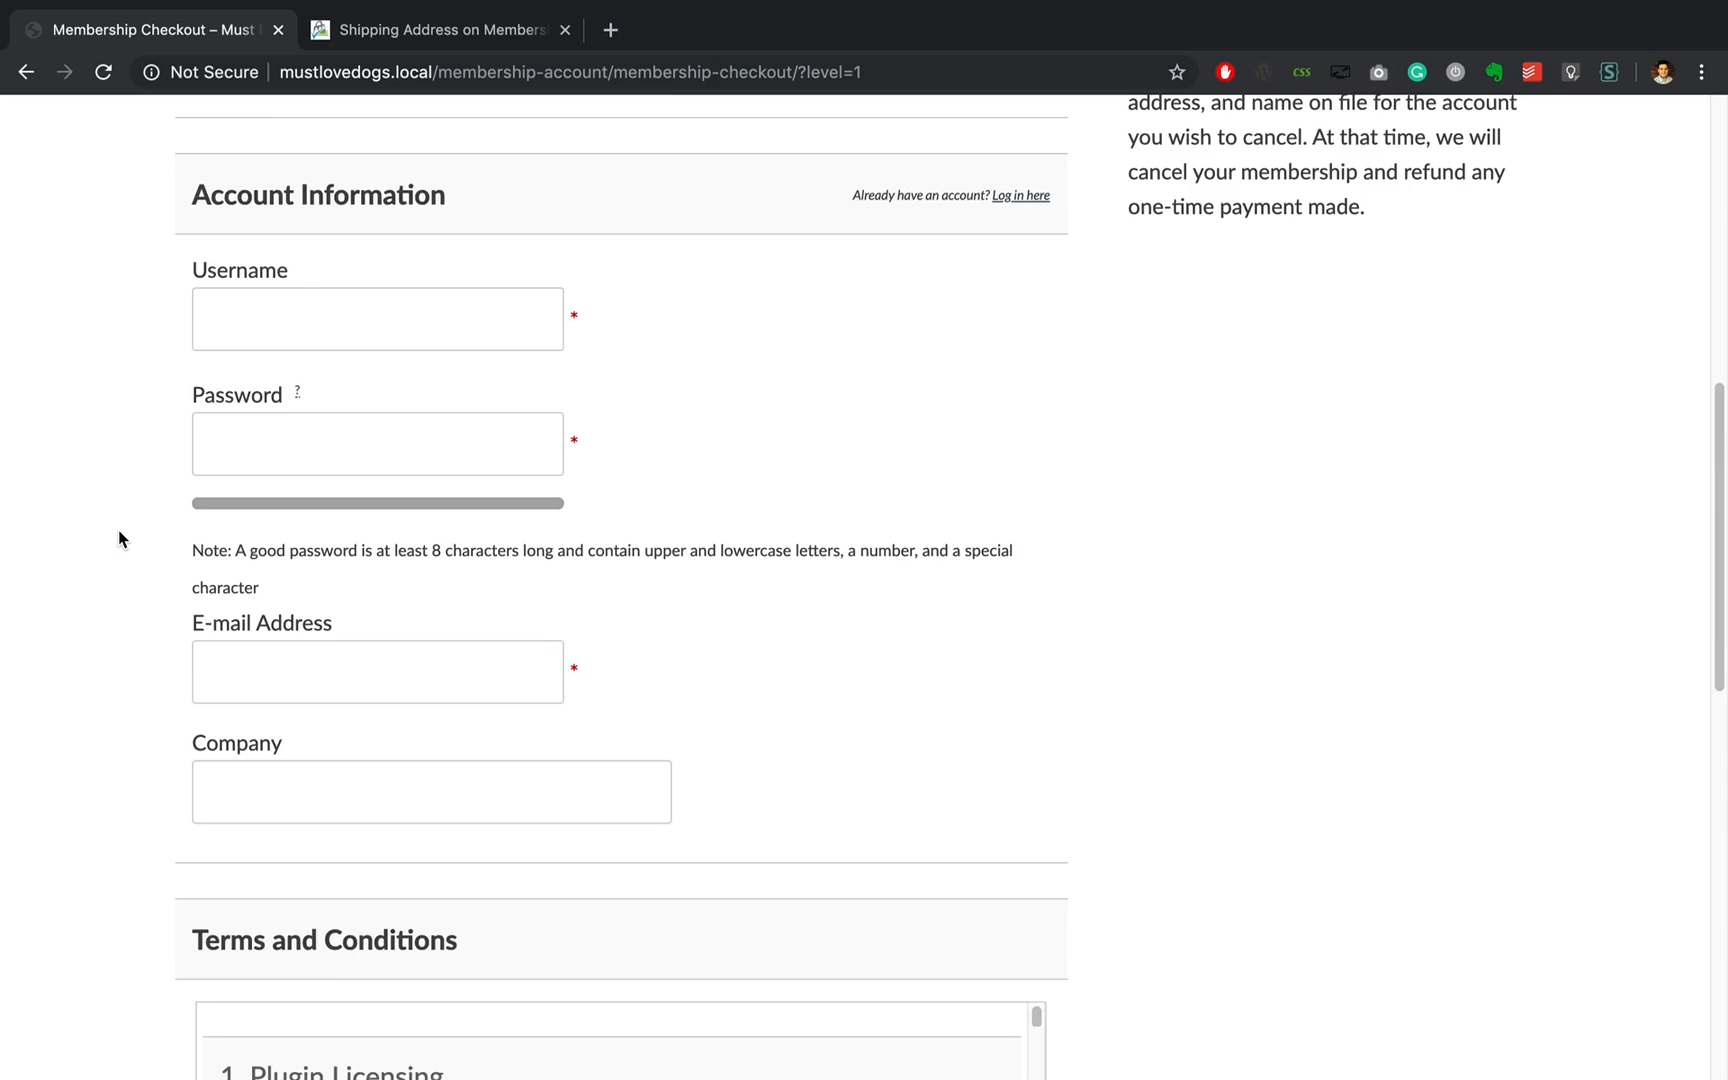 Membership Checkout – Must
Shipping Address on Members
Not Secure
mustlovedogs.local/membership-account/membership-checkout/?level=1
CSS
address, and name on file for the account
you wish to cancel. At that time, we will
cancel your membership and refund any
one-time payment made.
Account Information
Already have an account? Log in here
Username
*
Password ?
*
Note: A good password is at least 8 characters long and contain upper and lowercase letters, a number, and a special
character
E-mail Address
*
Company
Terms and Conditions
1. Plugin Licensing